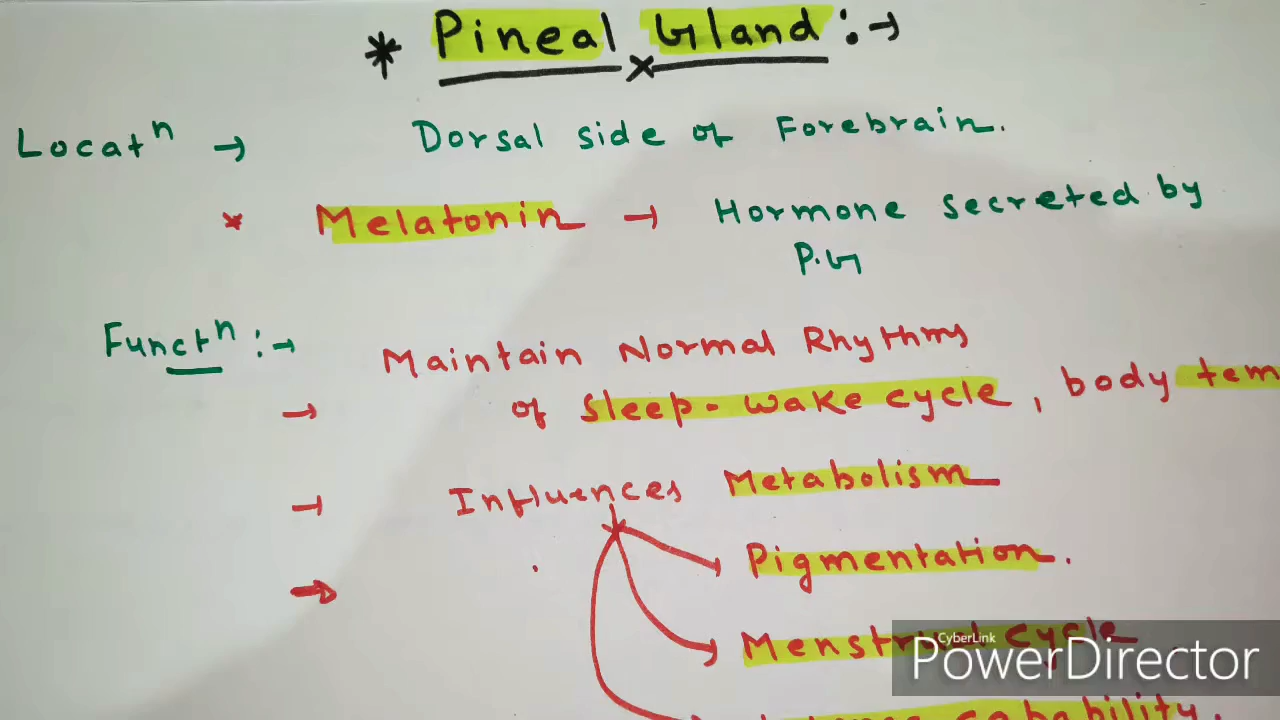 * Pineal Gland :→
Locatⁿ → Dorsal side of Forebrain.
* Melatonin → Hormone secreted by
P.G
Functⁿ :→ Maintain Normal Rhythms
→ of sleep-wake cycle, body tem
→ Influences Metabolism
→ Pigmentation.
Menstrual cycle
CyberLink
PowerDirector
capability.